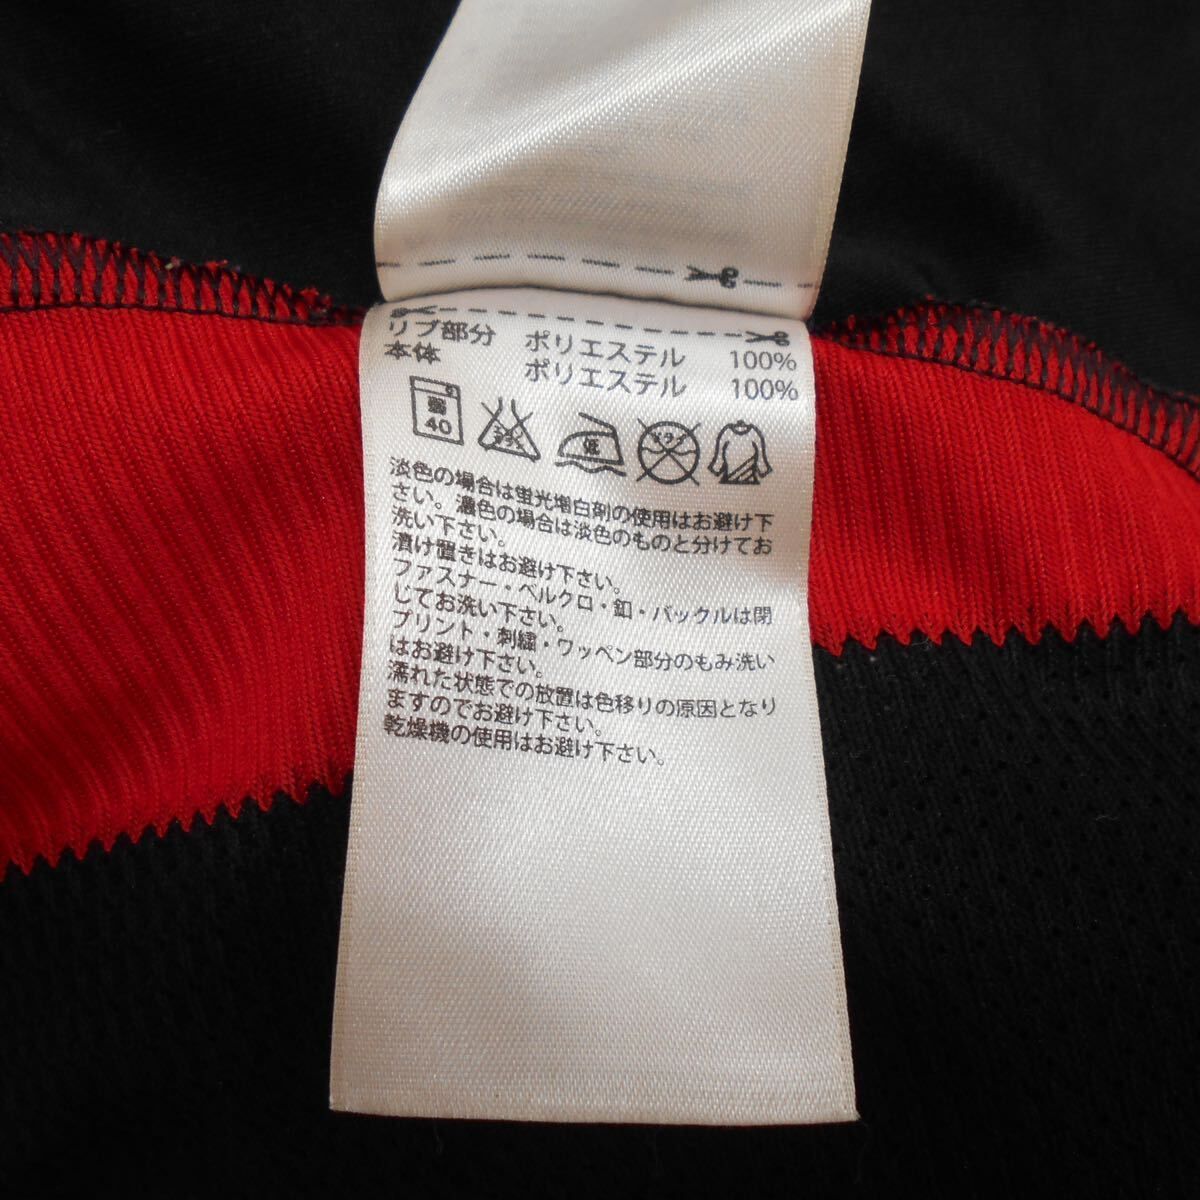 リブ部分 ポリエステル 100%
本体 ポリエステル 100%
弱 40 エンソ 低 ドライ
淡色の場合は蛍光増白剤の使用はお避け下
さい。濃色の場合は淡色のものと分けてお
洗い下さい。
漬け置きはお避け下さい。
ファスナー・ベルクロ・釦・バックルは閉
じてお洗い下さい。
プリント・刺繍・ワッペン部分のもみ洗い
はお避け下さい。
濡れた状態での放置は色移りの原因となり
ますのでお避け下さい。
乾燥機の使用はお避け下さい。